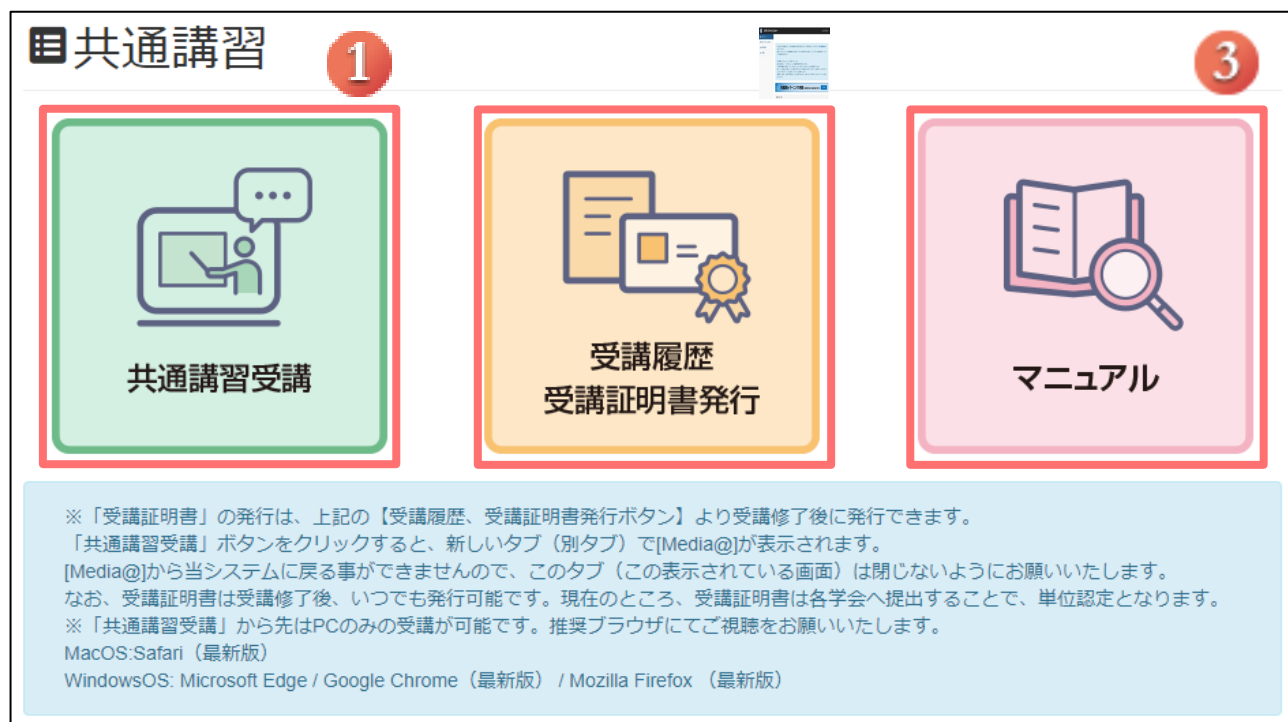 共通講習
1
3
共通講習受講
受講履歴
受講証明書発行
マニュアル
※「受講証明書」の発行は、上記の【受講履歴、受講証明書発行ボタン】より受講修了後に発行できます。
「共通講習受講」ボタンをクリックすると、新しいタブ（別タブ）で[Media@]が表示されます。
[Media@]から当システムに戻る事ができませんので、このタブ（この表示されている画面）は閉じないようにお願いいたします。
なお、受講証明書は受講修了後、いつでも発行可能です。現在のところ、受講証明書は各学会へ提出することで、単位認定となります。
※「共通講習受講」から先はPCのみの受講が可能です。推奨ブラウザにてご視聴をお願いいたします。
MacOS:Safari（最新版）
WindowsOS: Microsoft Edge / Google Chrome（最新版） / Mozilla Firefox （最新版）